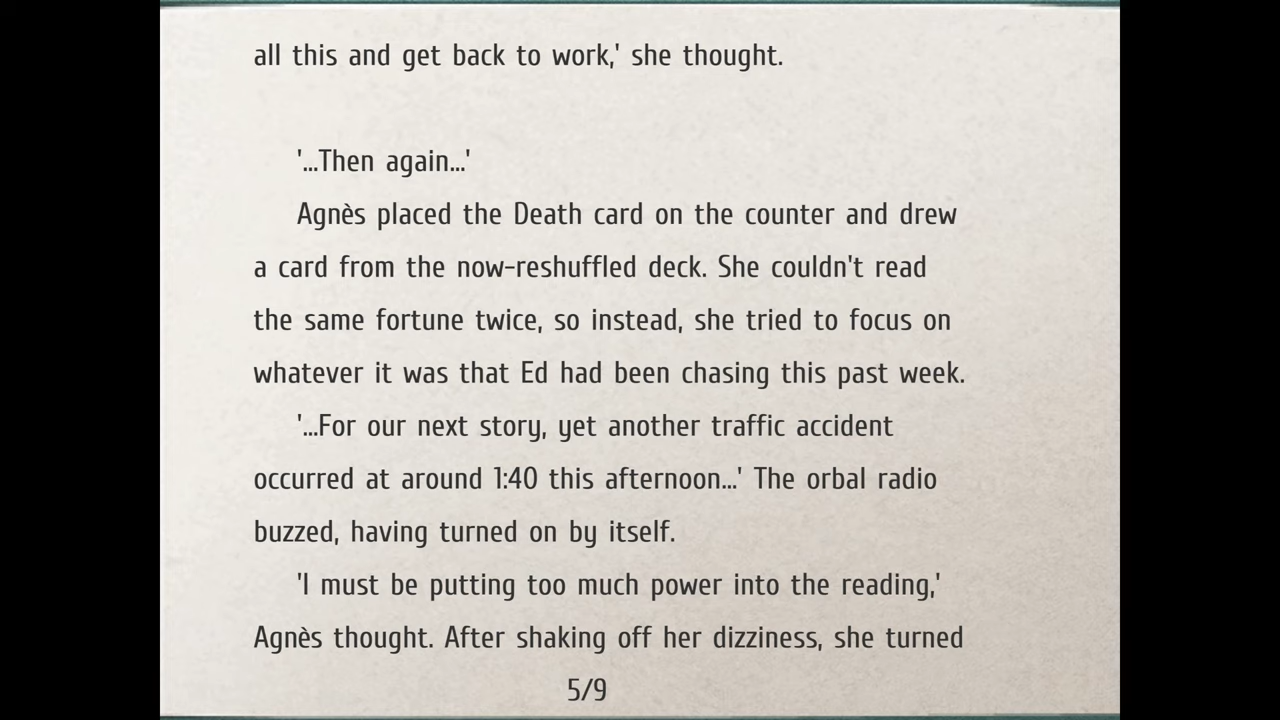 all this and get back to work,' she thought.
'...Then again...'
Agnès placed the Death card on the counter and drew
a card from the now-reshuffled deck. She couldn't read
the same fortune twice, so instead, she tried to focus on
whatever it was that Ed had been chasing this past week.
'...For our next story, yet another traffic accident
occurred at around 1:40 this afternoon...' The orbal radio
buzzed, having turned on by itself.
'I must be putting too much power into the reading,'
Agnès thought. After shaking off her dizziness, she turned
5/9